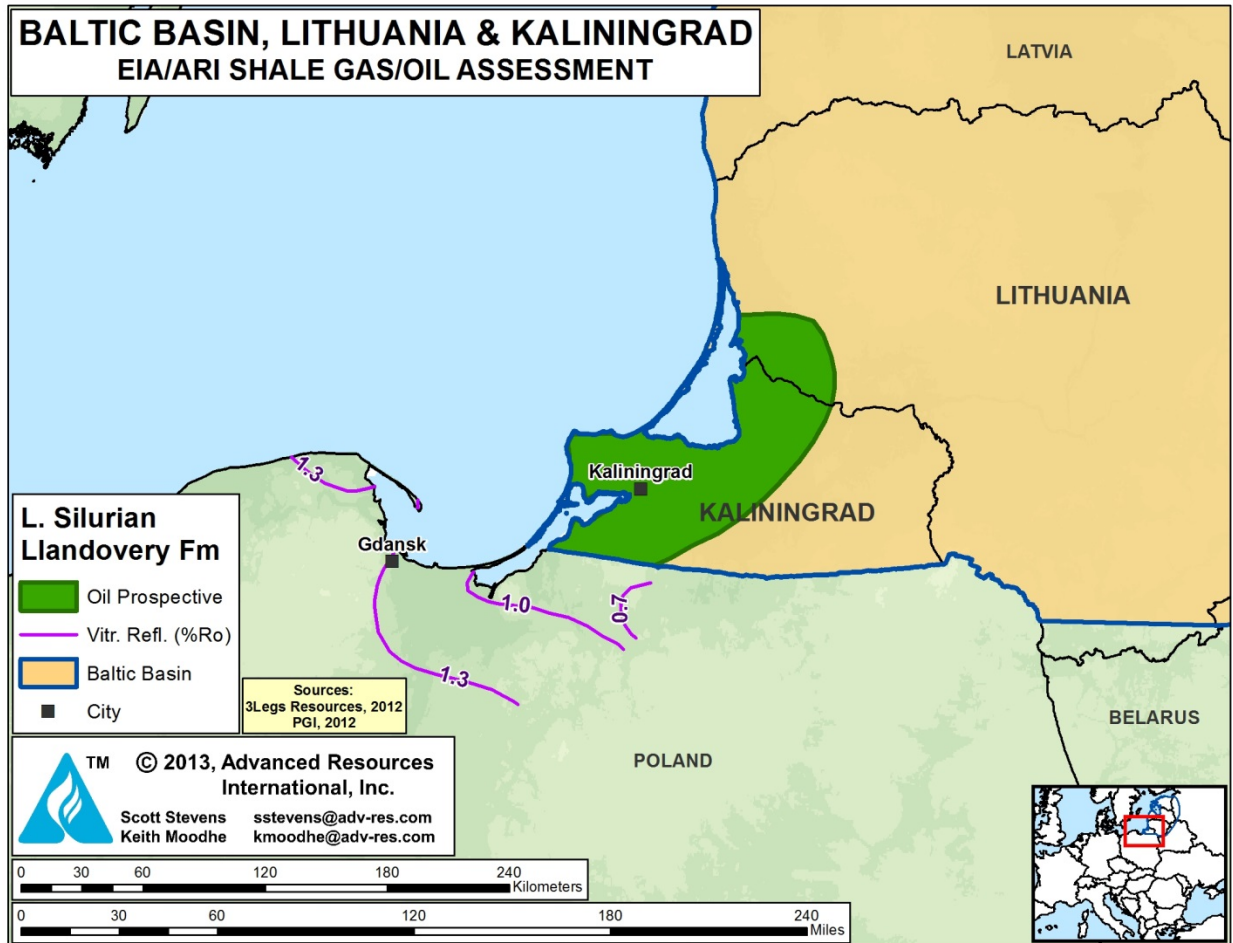 BALTIC BASIN, LITHUANIA & KALININGRAD
EIA/ARI SHALE GAS/OIL ASSESSMENT
LATVIA
LITHUANIA
Kaliningrad
KALININGRAD
1.3
Gdansk
1.0
0.7
1.3
POLAND
BELARUS
L. Silurian
Llandovery Fm
Oil Prospective
Vitr. Refl. (%Ro)
Baltic Basin
City
Sources:
3Legs Resources, 2012
PGI, 2012
TM
© 2013, Advanced Resources
International, Inc.
Scott Stevens sstevens@adv-res.com
Keith Moodhe kmoodhe@adv-res.com
0 30 60 120 180 240
Kilometers
0 30 60 120 180 240
Miles